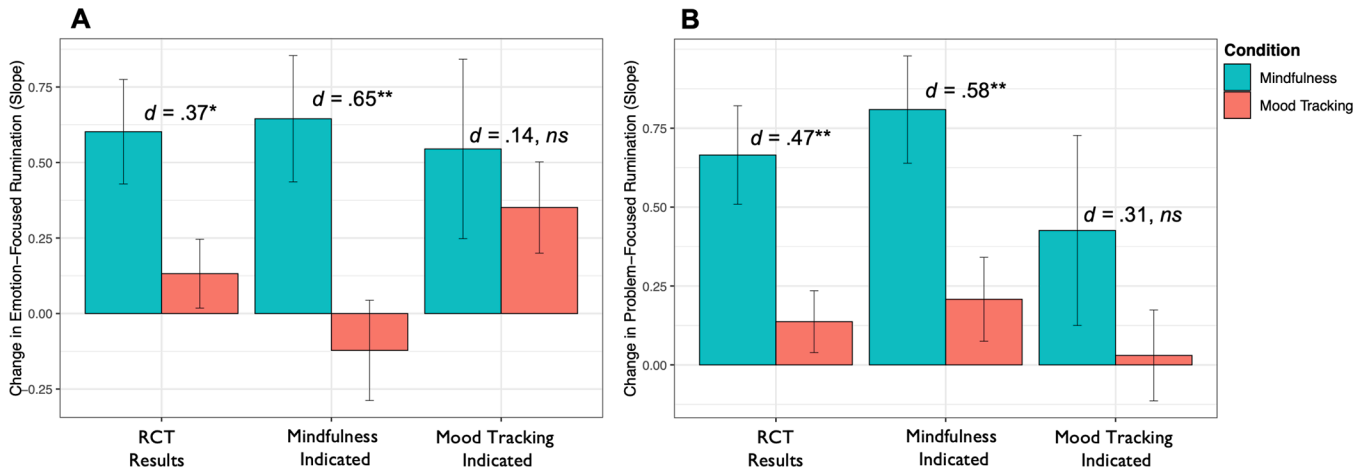 A
Change in Emotion-Focused Rumination (Slope)
0.75
0.50
0.25
0.00
-0.25
d = .37*
d = .65**
d = .14, ns
RCT
Results
Mindfulness
Indicated
Mood Tracking
Indicated
B
Change in Problem-Focused Rumination (Slope)
0.75
0.50
0.25
0.00
d = .47**
d = .58**
d = .31, ns
RCT
Results
Mindfulness
Indicated
Mood Tracking
Indicated
Condition
Mindfulness
Mood Tracking